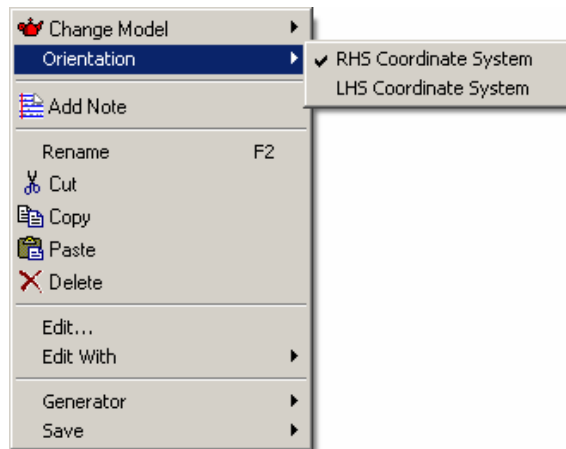 Change Model
Orientation
RHS Coordinate System
LHS Coordinate System
Add Note
Rename F2
Cut
Copy
Paste
Delete
Edit...
Edit With
Generator
Save